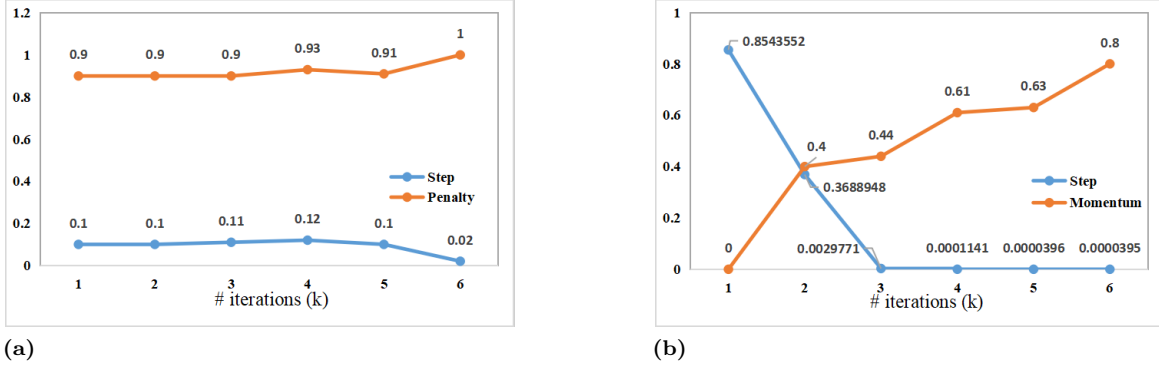 1.2
1
0.8
0.6
0.4
0.2
0
0.9 0.9 0.9 0.93 0.91 1
Step
Penalty
0.1 0.1 0.11 0.12 0.1 0.02
1 2 3 4 5 6
# iterations (k)
(a)
1
0.8
0.6
0.4
0.2
0
0.8543552
0.8
0.61 0.63
0.4 0.44
0.3688948
Step
Momentum
0 0.0029771 0.0001141 0.0000396 0.0000395
1 2 3 4 5 6
# iterations (k)
(b)